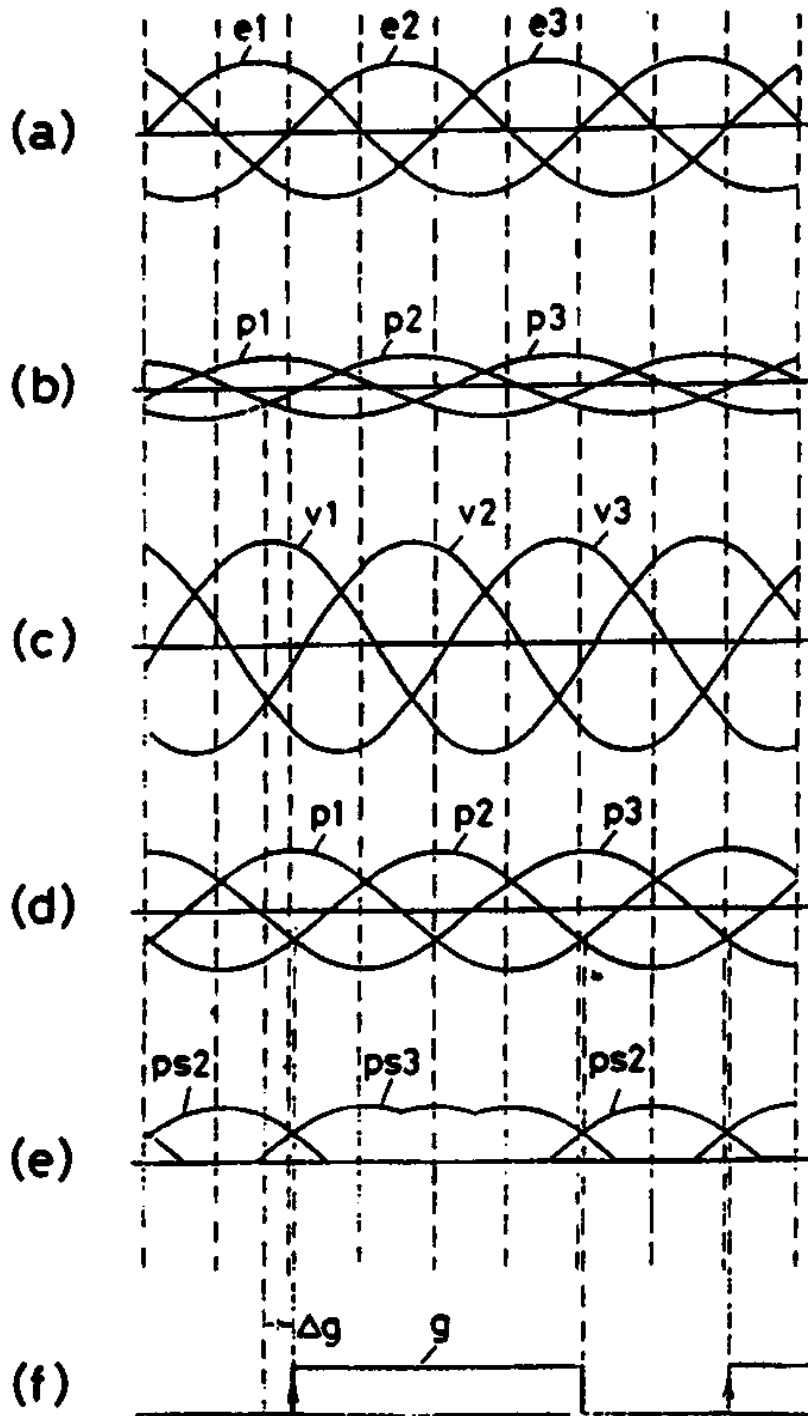 e1 e2 e3
(a)
p1 p2 p3
(b)
v1 v2 v3
(c)
p1 p2 p3
(d)
ps2 ps3 ps2
(e)
Δg g
(f)